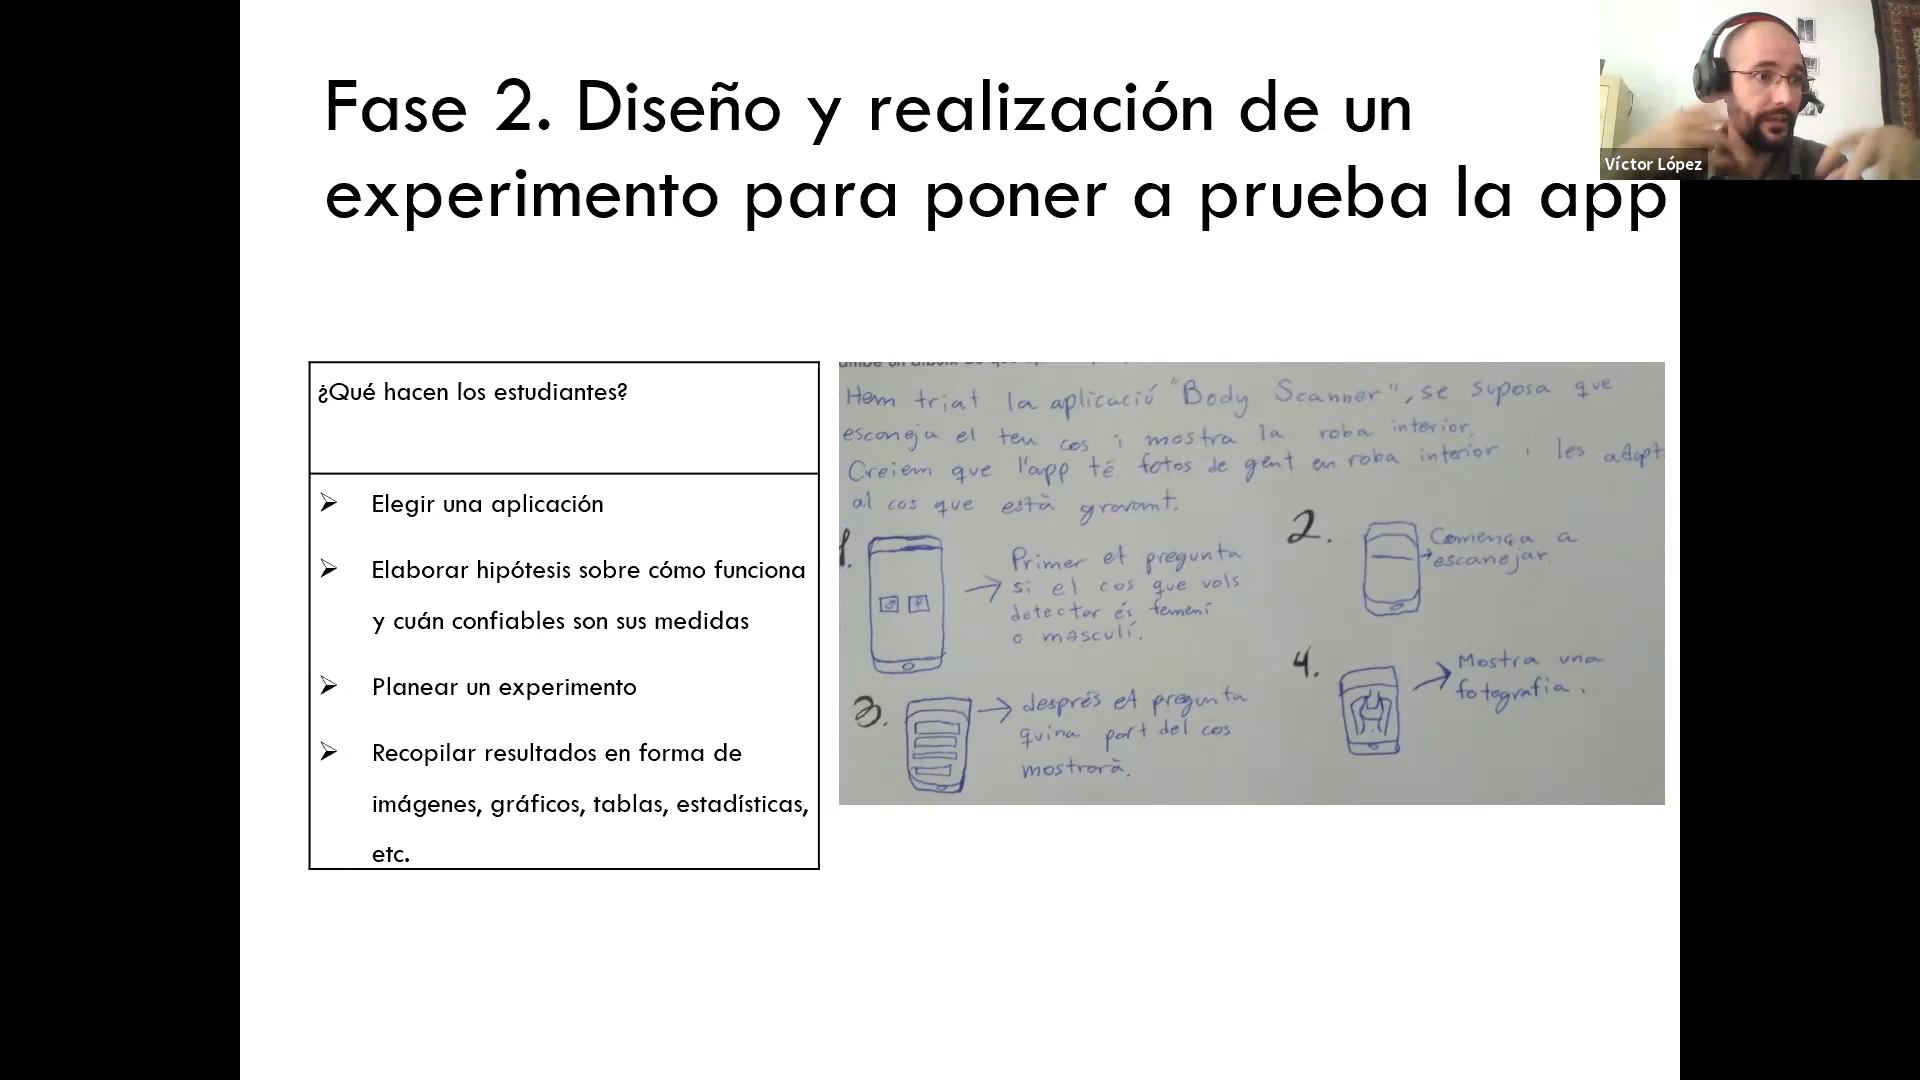 Fase 2. Diseño y realización de un
experimento para poner a prueba la app
Víctor López
¿Qué hacen los estudiantes?
Elegir una aplicación
Elaborar hipótesis sobre cómo funciona
y cuán confiables son sus medidas
Planear un experimento
Recopilar resultados en forma de
imágenes, gráficos, tablas, estadísticas,
etc.
Hem triat la aplicació "Body Scanner", se suposa que
escaneja el teu cos i mostra la roba interior.
Creiem que l'app té fotos de gent en roba interior i les adopt
al cos que està gravant.
1.
Primer et pregunta
si el cos que vols
detectar és femení
o masculí.
2.
Comença a
escanejar.
3.
després et pregunta
quina part del cos
mostrarà.
4.
Mostra una
fotografia.